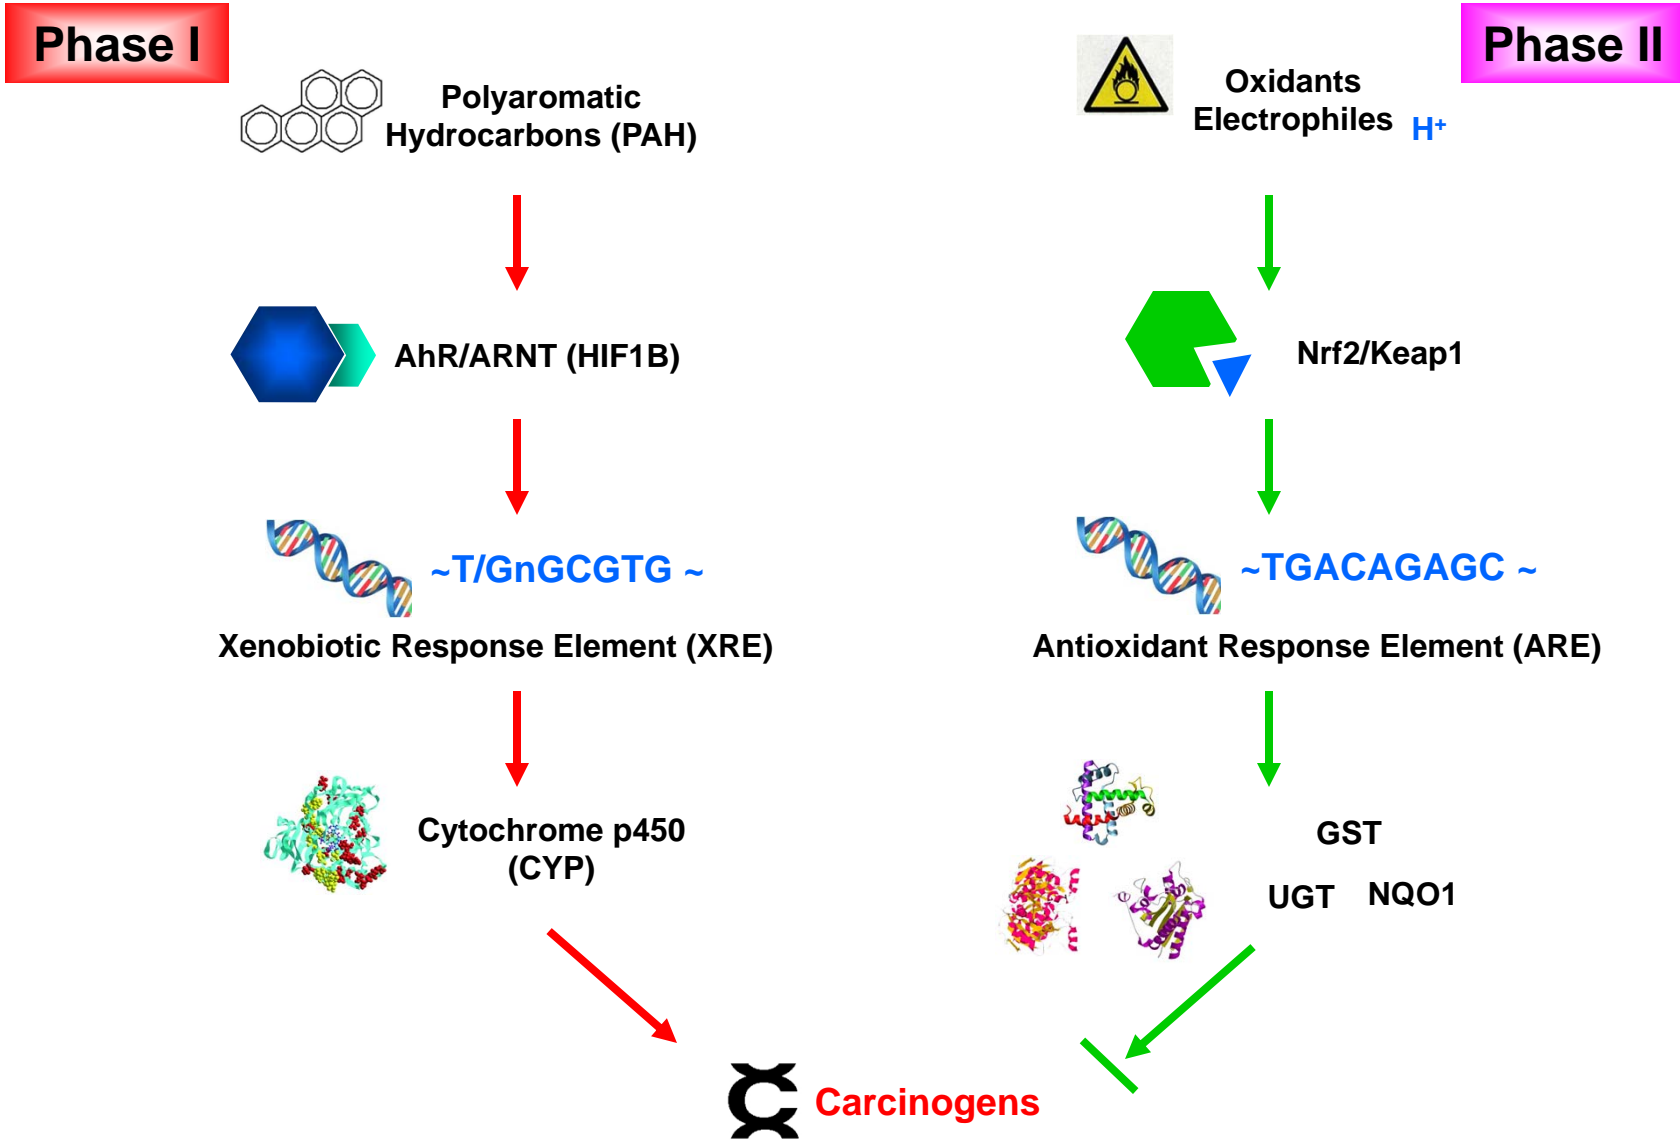 Phase I
Phase II
Polyaromatic
Hydrocarbons (PAH)
Oxidants
Electrophiles H+
AhR/ARNT (HIF1B)
Nrf2/Keap1
~T/GnGCGTG ~
~TGACAGAGC ~
Xenobiotic Response Element (XRE)
Antioxidant Response Element (ARE)
Cytochrome p450
(CYP)
GST
UGT NQO1
Carcinogens